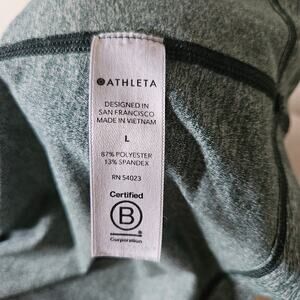 ATHLETA
DESIGNED IN
SAN FRANCISCO
MADE IN VIETNAM
L
87% POLYESTER
13% SPANDEX
RN 54023
Certified
B
Corporation